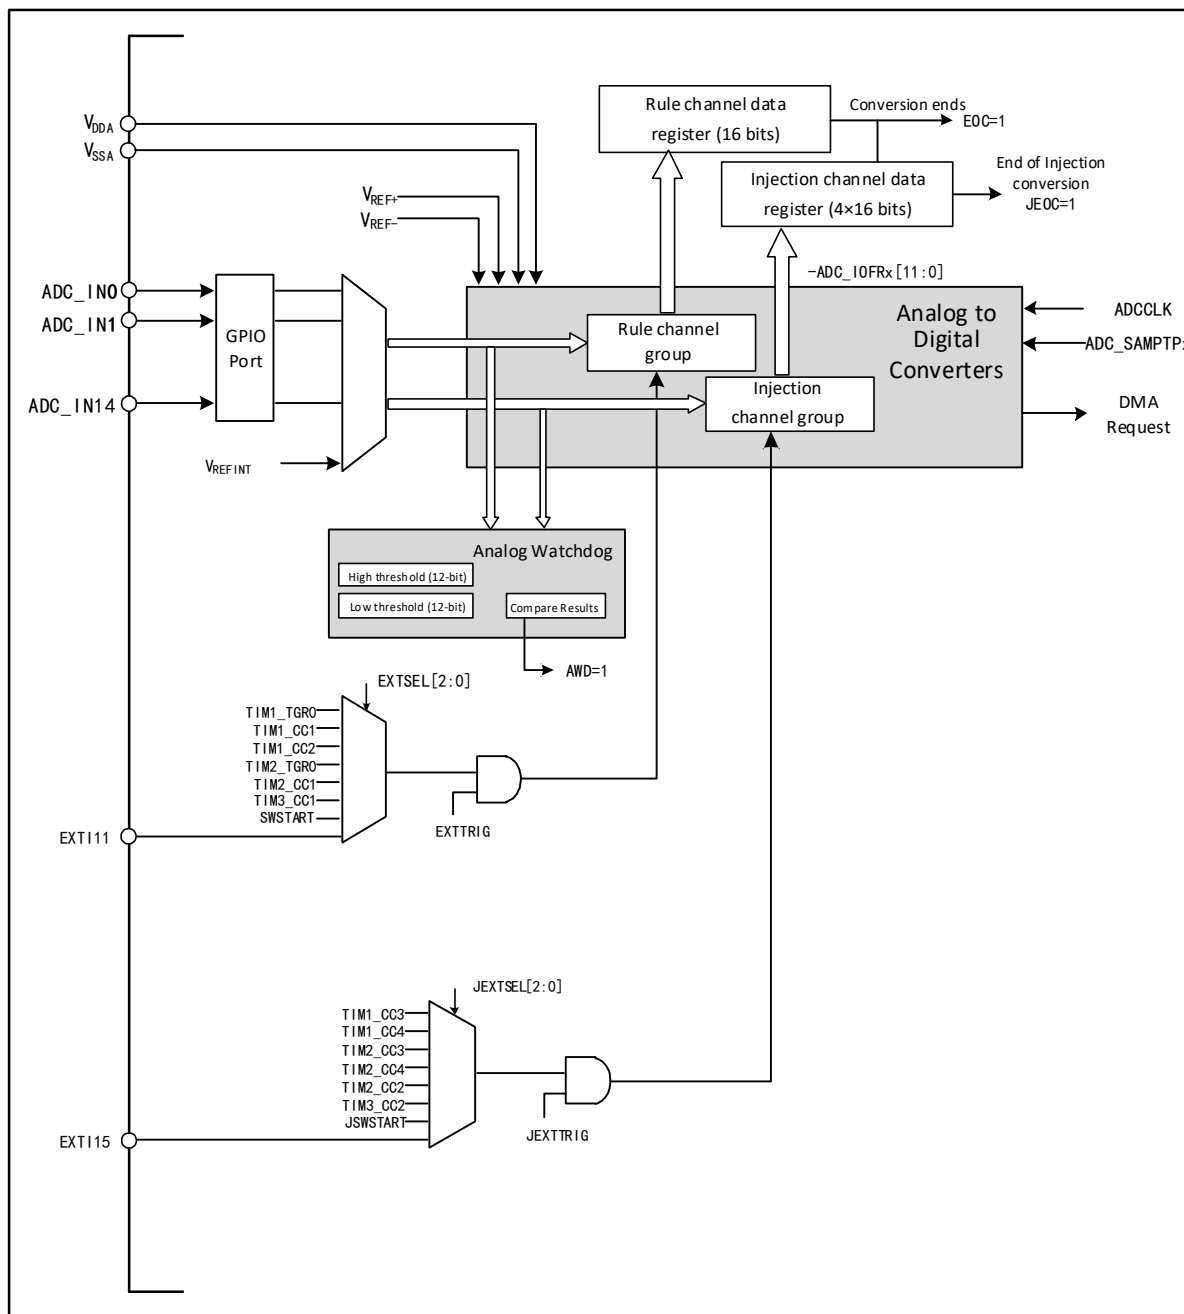 Rule channel data
register (16 bits)
Conversion ends
EOC=1
Injection channel data
register (4×16 bits)
End of Injection
conversion
JEOC=1
VDDA
VSSA
VREF+
VREF-
-ADC_IOFRx[11:0]
ADC_IN0
ADC_IN1
ADC_IN14
GPIO
Port
VREFINT
Rule channel
group
Injection
channel group
Analog to
Digital
Converters
ADCCLK
ADC_SAMPTPx
DMA
Request
Analog Watchdog
High threshold (12-bit)
Low threshold (12-bit)
Compare Results
AWD=1
EXTSEL[2:0]
TIM1_TGRO
TIM1_CC1
TIM1_CC2
TIM2_TGRO
TIM2_CC1
TIM3_CC1
SWSTART
EXTI11
EXTTRIG
JEXTSEL[2:0]
TIM1_CC3
TIM1_CC4
TIM2_CC3
TIM2_CC4
TIM2_CC2
TIM3_CC2
JSWSTART
EXTI15
JEXTTRIG